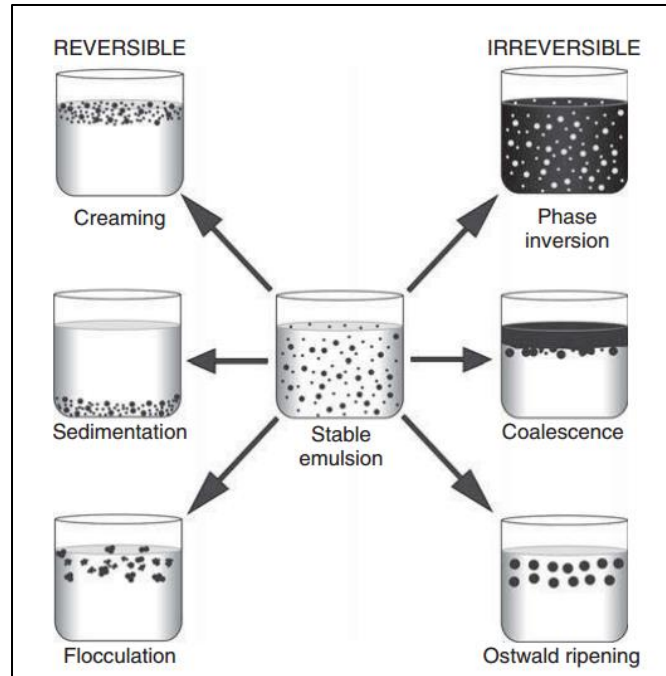 REVERSIBLE
IRREVERSIBLE
Creaming
Phase
inversion
Sedimentation
Stable
emulsion
Coalescence
Flocculation
Ostwald ripening